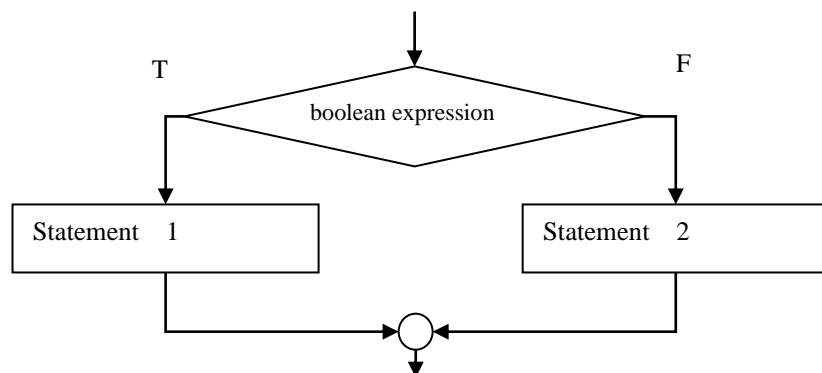 T
F
boolean expression
Statement 1
Statement 2